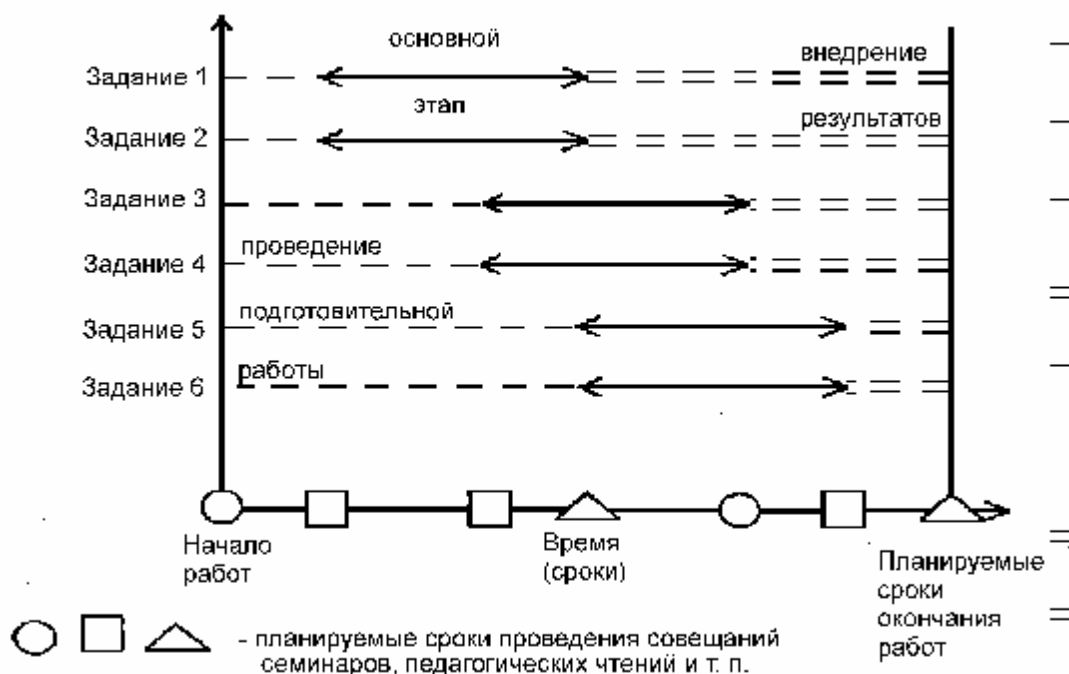 основной
внедрение
Задание 1
этап
результатов
Задание 2
Задание 3
проведение
Задание 4
подготовительной
Задание 5
работы
Задание 6
Начало
работ
Время
(сроки)
Планируемые
сроки
окончания
работ
- планируемые сроки проведения совещаний
семинаров, педагогических чтений и т. п.